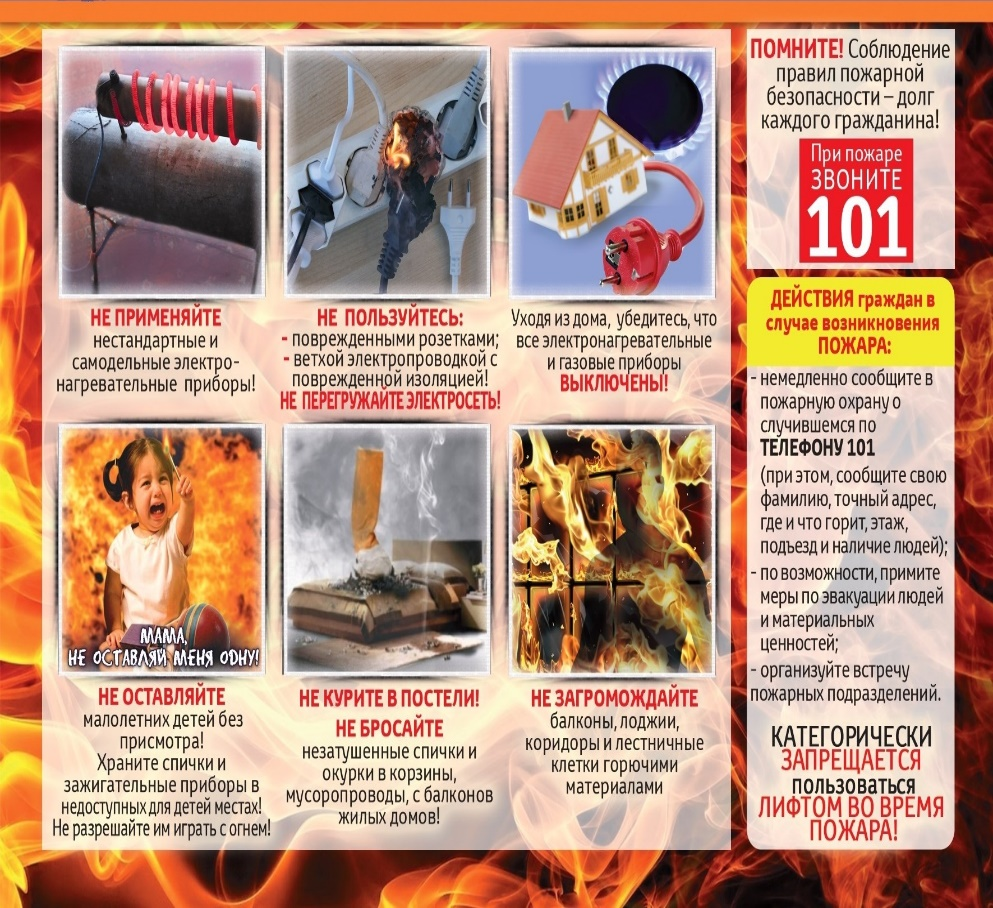 НЕ ПРИМЕНЯЙТЕ
нестандартные и
самодельные электро-
нагревательные приборы!
НЕ ПОЛЬЗУЙТЕСЬ:
- поврежденными розетками;
- ветхой электропроводкой с
поврежденной изоляцией!
НЕ ПЕРЕГРУЖАЙТЕ ЭЛЕКТРОСЕТЬ!
Уходя из дома, убедитесь, что
все электронагревательные
и газовые приборы
ВЫКЛЮЧЕНЫ!
МАМА,
НЕ ОСТАВЛЯЙ МЕНЯ ОДНУ!
НЕ ОСТАВЛЯЙТЕ
малолетних детей без
присмотра!
Храните спички и
зажигательные приборы в
недоступных для детей местах!
Не разрешайте им играть с огнем!
НЕ КУРИТЕ В ПОСТЕЛИ!
НЕ БРОСАЙТЕ
незатушенные спички и
окурки в корзины,
мусоропроводы, с балконов
жилых домов!
НЕ ЗАГРОМОЖДАЙТЕ
балконы, лоджии,
коридоры и лестничные
клетки горючими
материалами
ПОМНИТЕ! Соблюдение
правил пожарной
безопасности – долг
каждого гражданина!
При пожаре
ЗВОНИТЕ
101
ДЕЙСТВИЯ граждан в
случае возникновения
ПОЖАРА:
- немедленно сообщите в
пожарную охрану о
случившемся по
ТЕЛЕФОНУ 101
(при этом, сообщите свою
фамилию, точный адрес,
где и что горит, этаж,
подъезд и наличие людей);
- по возможности, примите
меры по эвакуации людей
и материальных
ценностей;
- организуйте встречу
пожарных подразделений.
КАТЕГОРИЧЕСКИ
ЗАПРЕЩАЕТСЯ
пользоваться
ЛИФТОМ ВО ВРЕМЯ
ПОЖАРА!